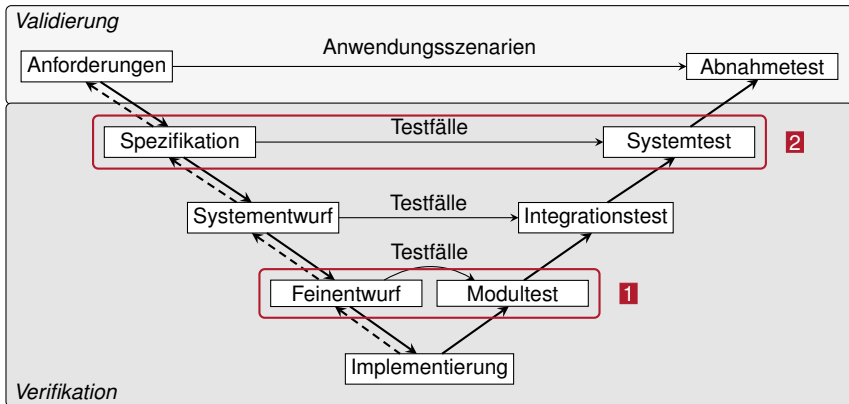 Validierung
Anwendungsszenarien
Anforderungen
Abnahmetest
Testfälle
Spezifikation
Systemtest
2
Testfälle
Systementwurf
Integrationstest
Testfälle
Feinentwurf
Modultest
1
Implementierung
Verifikation